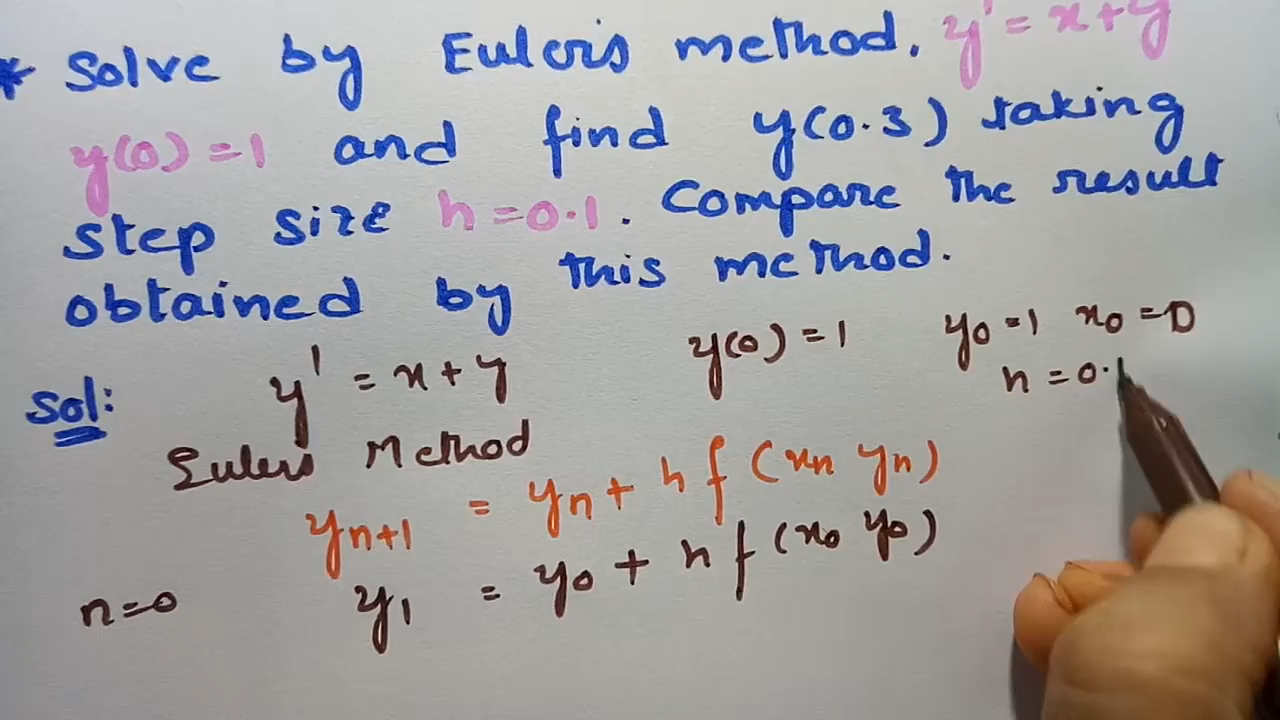 * Solve by Eulers method. y' = x+y
y(0) = 1 and find y(0.3) taking
step size h = 0.1. Compare the result
obtained by this method.
Sol: y' = x + y y(0) = 1 y0 = 1 x0 = 0
h = 0.1
Eulers Method
yn+1 = yn + h f (xn yn)
n=0 y1 = y0 + h f (x0 y0)